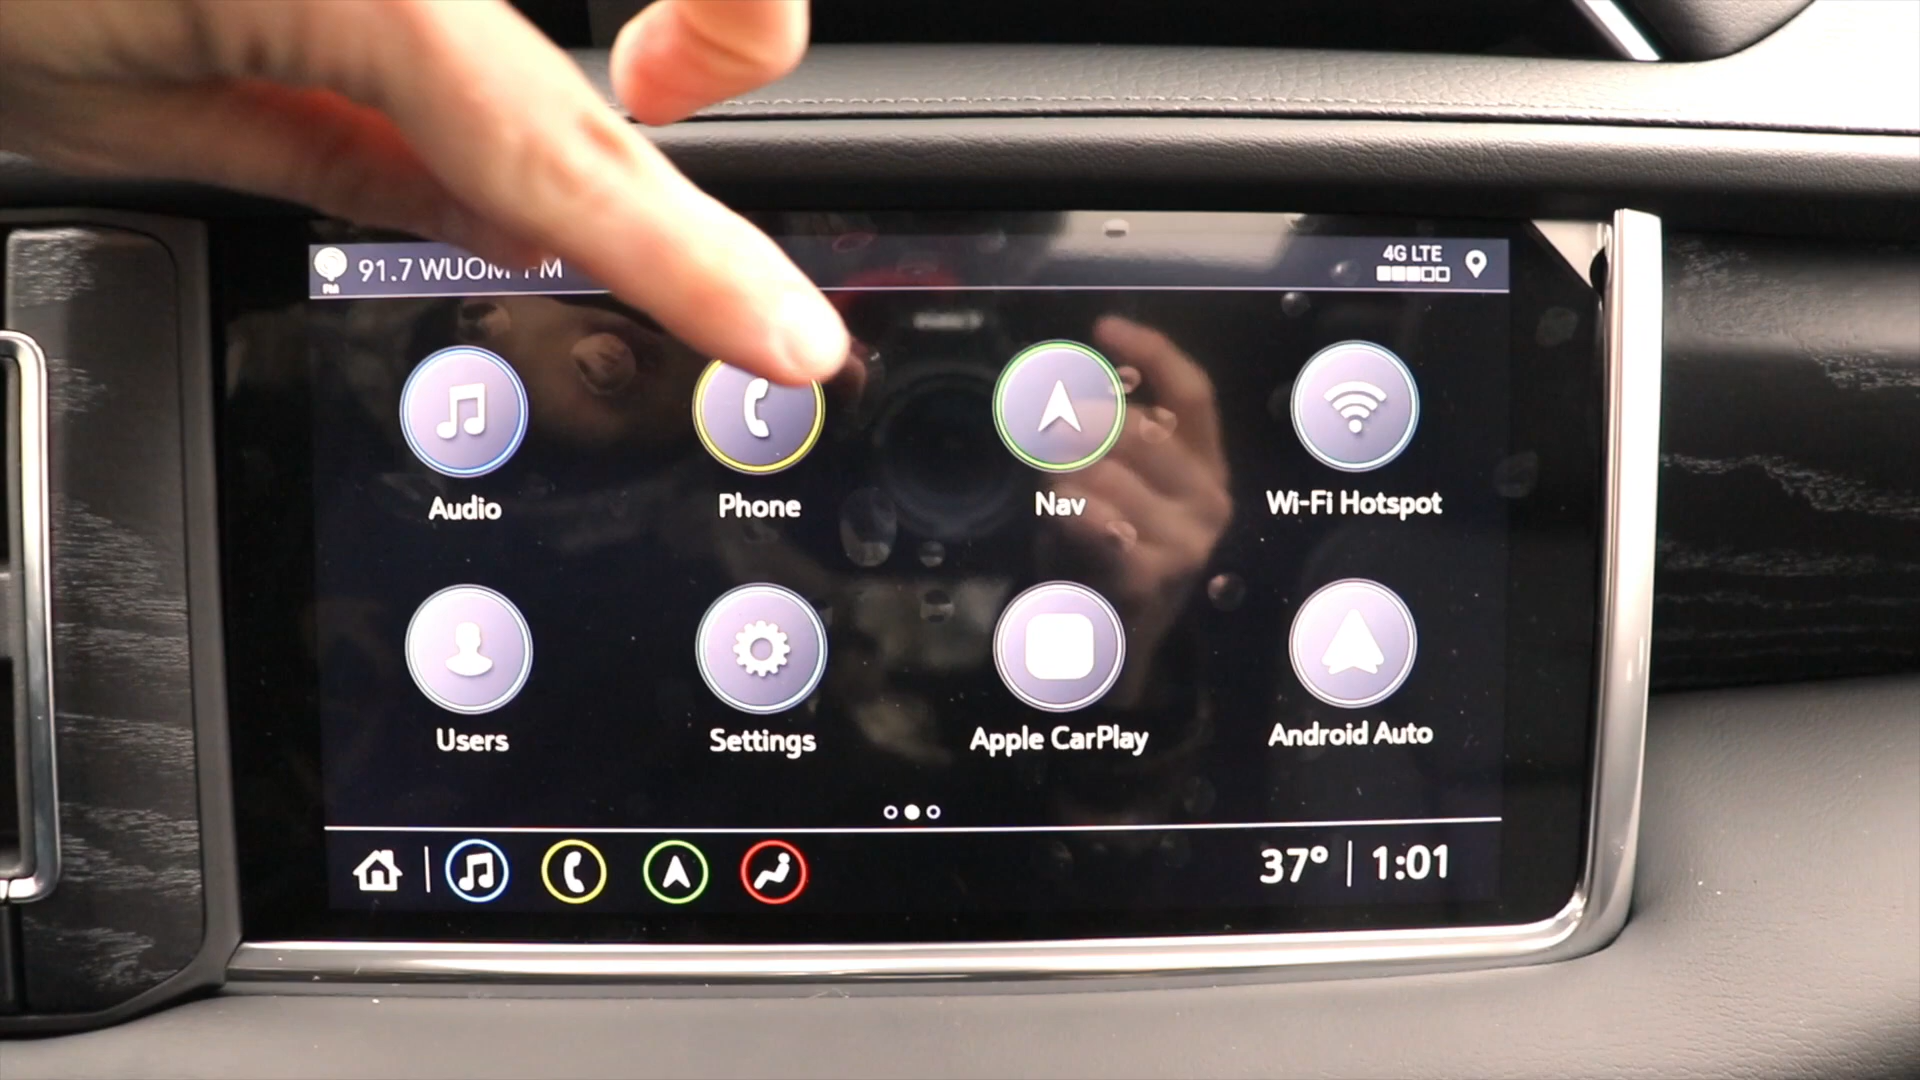 91.7 WUOM-FM
FM
4G LTE
Audio
Phone
Nav
Wi-Fi Hotspot
Users
Settings
Apple CarPlay
Android Auto
37° 1:01